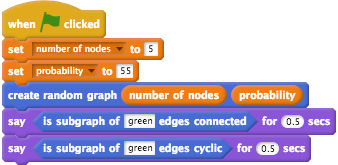 when clicked
set number of nodes to 5
set probability to 55
create random graph number of nodes probability
say is subgraph of green edges connected for 0.5 secs
say is subgraph of green edges cyclic for 0.5 secs